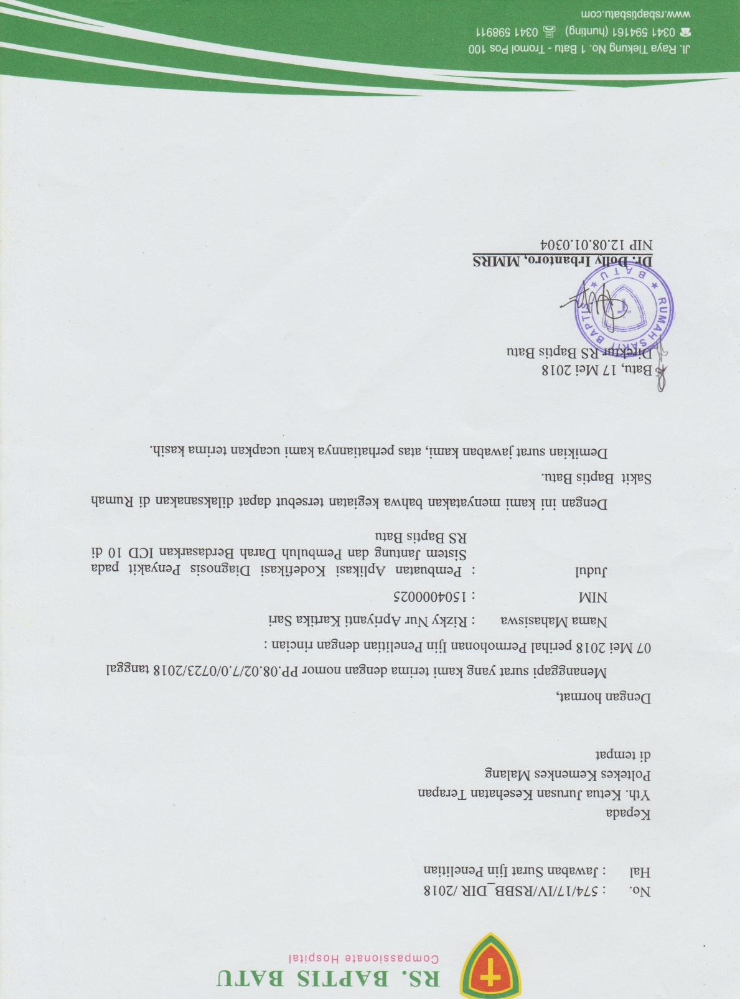 RS. BAPTIS BATU
Compassionate Hospital
No. : 574/17/IV/RSBB_DIR /2018
Hal : Jawaban Surat Ijin Penelitian
Kepada
Yth. Ketua Jurusan Kesehatan Terapan
Poltekes Kemenkes Malang
di tempat
Dengan hormat,
Menanggapi surat yang kami terima dengan nomor PP.08.02/7.0/0723/2018 tanggal
07 Mei 2018 perihal Permohonan Ijin Penelitian dengan rincian :
Nama Mahasiswa : Rizky Nur Apriyanti Kartika Sari
NIM : 1504000025
Judul : Pembuatan Aplikasi Kodefikasi Diagnosis Penyakit pada
Sistem Jantung dan Pembuluh Darah Berdasarkan ICD 10 di
RS Baptis Batu
Dengan ini kami menyatakan bahwa kegiatan tersebut dapat dilaksanakan di Rumah
Sakit Baptis Batu.
Demikian surat jawaban kami, atas perhatiannya kami ucapkan terima kasih.
Batu, 17 Mei 2018
Direktur RS Baptis Batu
RUMAH SAKIT BAPTIS
BATU
Dr. Dolly Irbantoro, MMRS
NIP 12.08.01.0304
Jl. Raya Tlekung No. 1 Batu - Tromol Pos 100
0341 594161 (hunting) 0341 598911
www.rsbaptisbatu.com